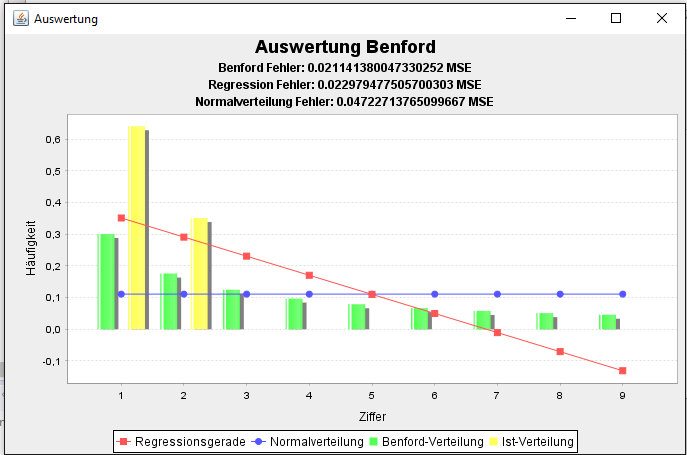 Auswertung
Auswertung Benford
Benford Fehler: 0.021141380047330252 MSE
Regression Fehler: 0.022979477505700303 MSE
Normalverteilung Fehler: 0.04722713765099667 MSE
Häufigkeit
0,6
0,5
0,4
0,3
0,2
0,1
0,0
-0,1
1 2 3 4 5 6 7 8 9
Ziffer
Regressionsgerade Normalverteilung Benford-Verteilung Ist-Verteilung